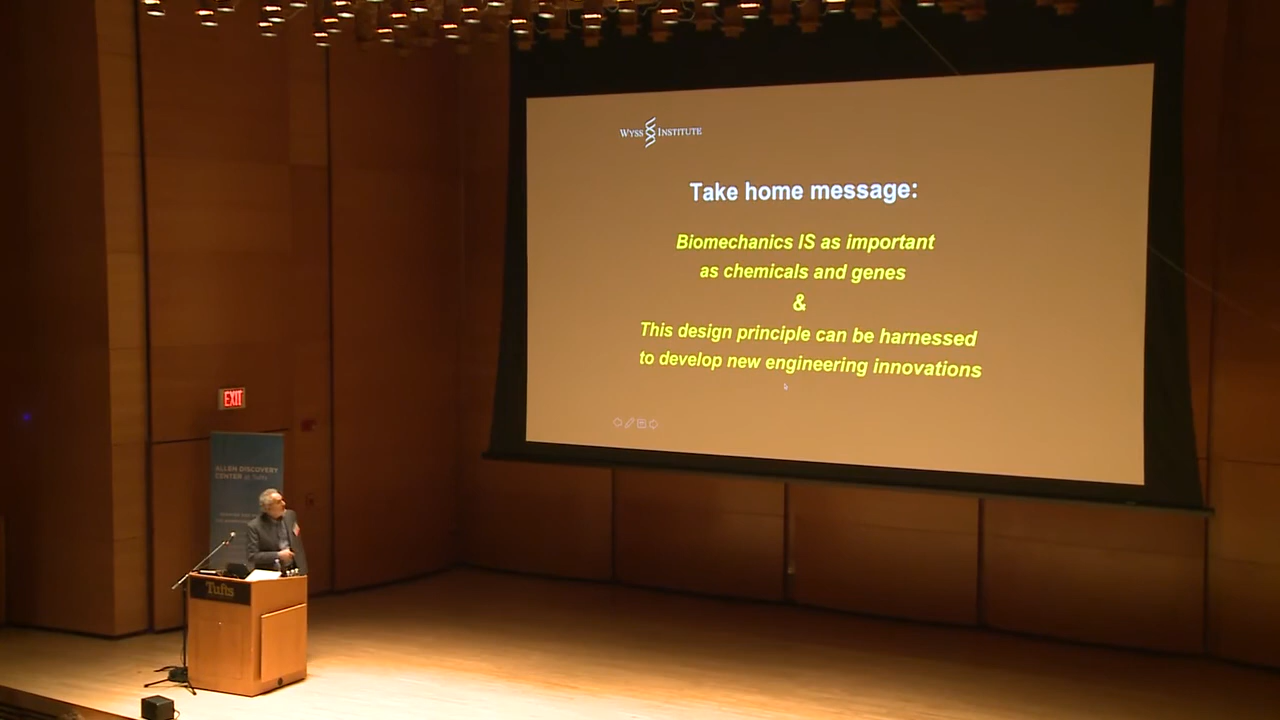 WYSS INSTITUTE
Take home message:
Biomechanics IS as important
as chemicals and genes
&
This design principle can be harnessed
to develop new engineering innovations
EXIT
ALLEN DISCOVERY
CENTER at Tufts
Tufts